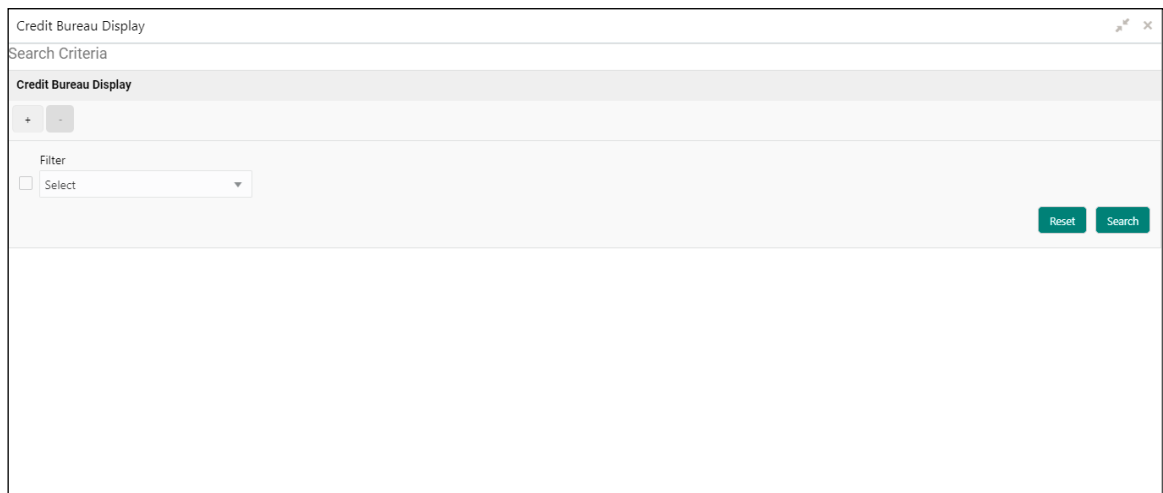 Credit Bureau Display
Search Criteria
Credit Bureau Display
+ -
Filter
Select
Reset Search